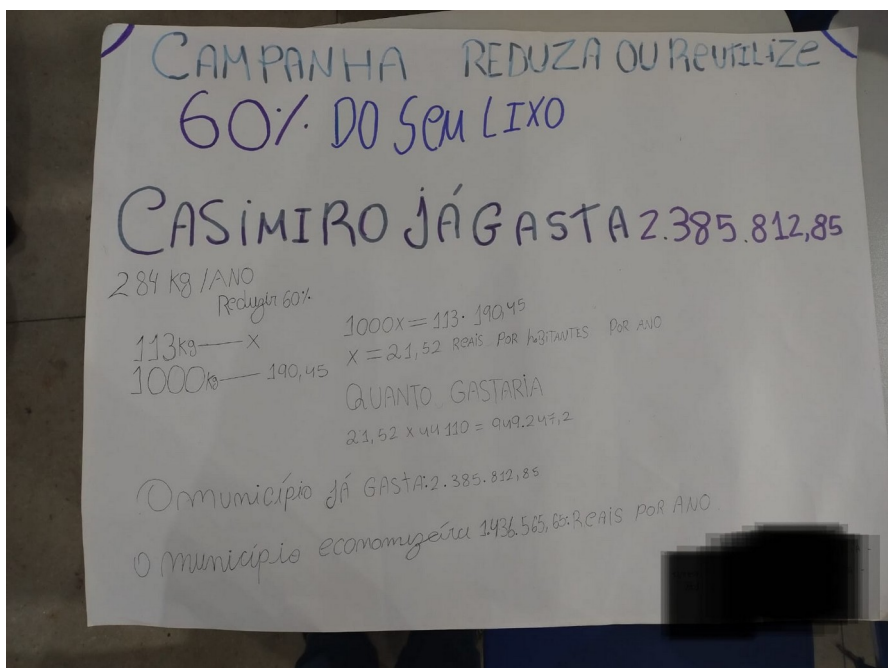 CAMPANHA REDUZA OU ReUTiLiZe
60% DO SeU LIXO
CASiMIRO JÁ GASTA 2.385.812,85
284 kg/ANO
Reduzir 60%
113kg — x
1000kg — 190,45
1000x = 113. 190,45
x = 21,52 REAIS POR hABITANTES POR ANO
QUANTO GASTARIA
21,52 x 44110 = 949.247,2
O município JÁ GASTA: 2.385.812,85
O município economizeíra 1.436.565,65. REAIS POR ANO